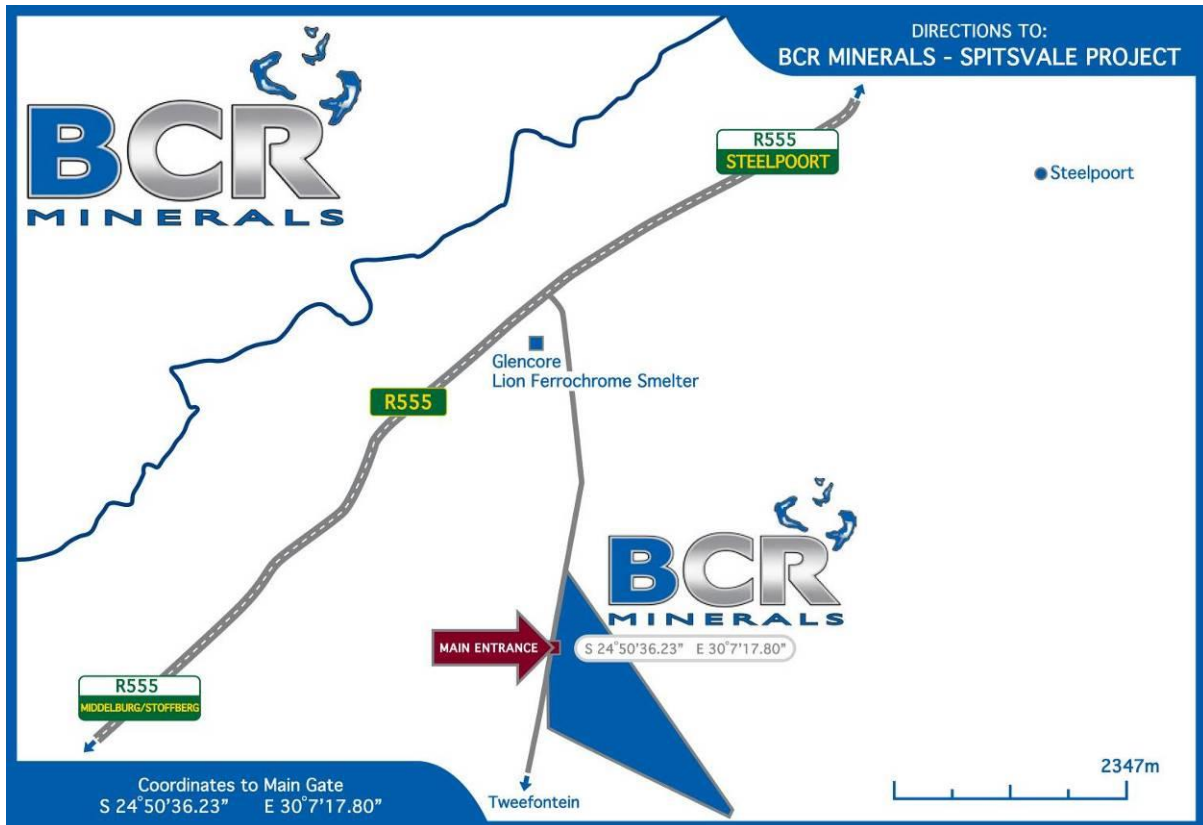 DIRECTIONS TO:
BCR MINERALS - SPITSVALE PROJECT
BCR
MINERALS
R555
STEELPOORT
Steelpoort
Glencore
Lion Ferrochrome Smelter
R555
BCR
MINERALS
MAIN ENTRANCE
S 24°50'36.23” E 30°7'17.80”
R555
MIDDELBURG/STOFFBERG
2347m
Coordinates to Main Gate
S 24°50'36.23” E 30°7'17.80”
Tweefontein